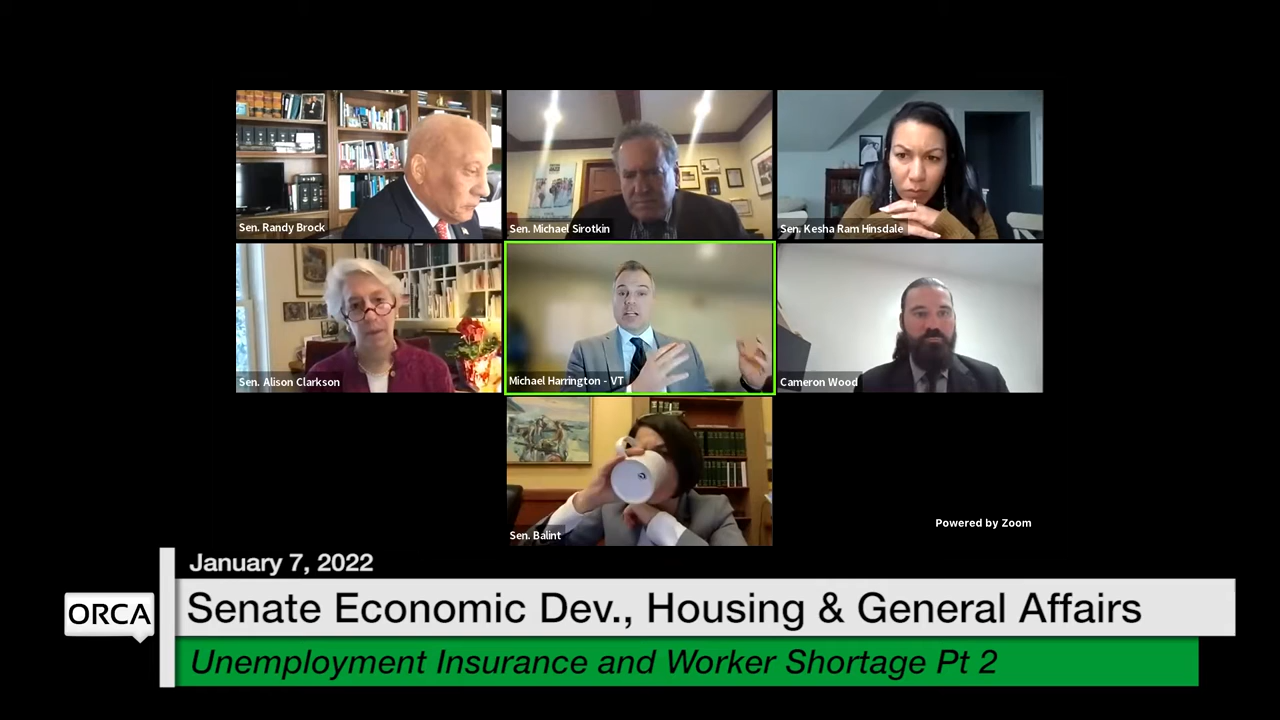 Sen. Randy Brock
Sen. Michael Sirotkin
Sen. Kesha Ram Hinsdale
Sen. Alison Clarkson
Michael Harrington - VT
Cameron Wood
Sen. Balint
Powered by Zoom
January 7, 2022
ORCA
Senate Economic Dev., Housing & General Affairs
Unemployment Insurance and Worker Shortage Pt 2